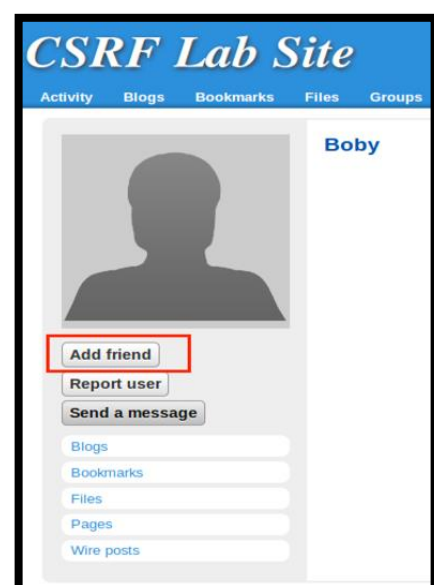 CSRF Lab Site
Activity Blogs Bookmarks Files Groups
Boby
Add friend
Report user
Send a message
Blogs
Bookmarks
Files
Pages
Wire posts